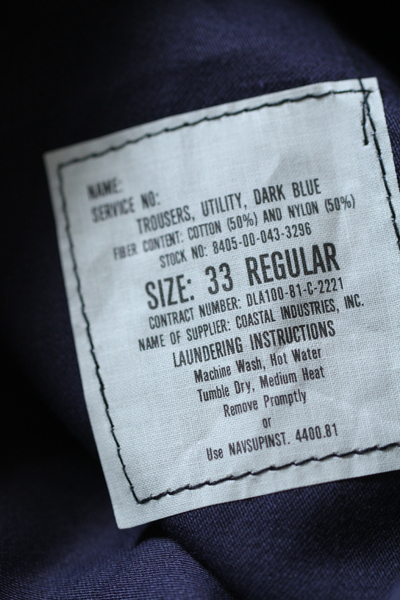 NAME:
SERVICE NO:
TROUSERS, UTILITY, DARK BLUE
FIBER CONTENT: COTTON (50%) AND NYLON (50%)
STOCK NO: 8405-00-043-3296
SIZE: 33 REGULAR
CONTRACT NUMBER: DLA100-81-C-2221
NAME OF SUPPLIER: COASTAL INDUSTRIES, INC.
LAUNDERING INSTRUCTIONS
Machine Wash, Hot Water
Tumble Dry, Medium Heat
Remove Promptly
or
Use NAVSUPINST. 4400.81